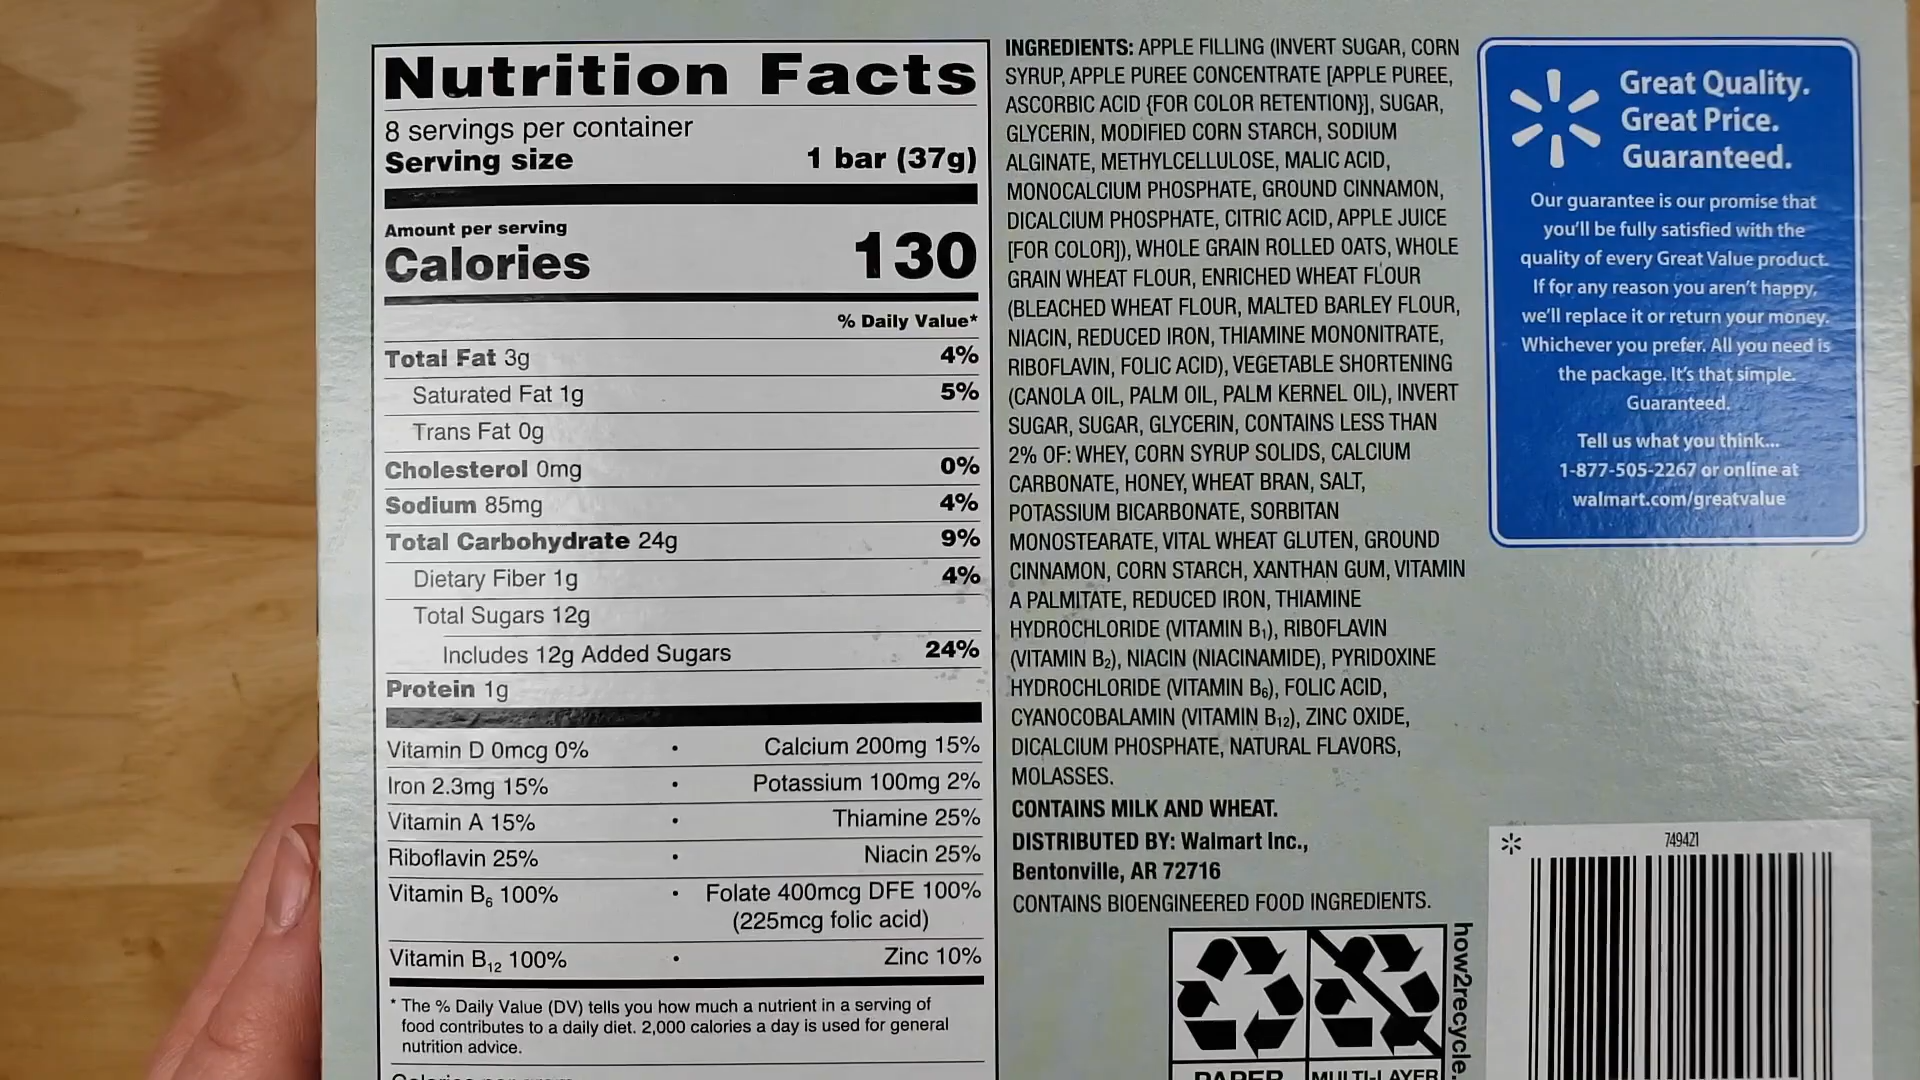 Nutrition Facts
8 servings per container
Serving size 1 bar (37g)
Amount per serving
Calories 130
% Daily Value*
Total Fat 3g 4%
Saturated Fat 1g 5%
Trans Fat 0g
Cholesterol 0mg 0%
Sodium 85mg 4%
Total Carbohydrate 24g 9%
Dietary Fiber 1g 4%
Total Sugars 12g
Includes 12g Added Sugars 24%
Protein 1g
Vitamin D 0mcg 0% • Calcium 200mg 15%
Iron 2.3mg 15% • Potassium 100mg 2%
Vitamin A 15% • Thiamine 25%
Riboflavin 25% • Niacin 25%
Vitamin B6 100% • Folate 400mcg DFE 100%
(225mcg folic acid)
Vitamin B12 100% • Zinc 10%
* The % Daily Value (DV) tells you how much a nutrient in a serving of
food contributes to a daily diet. 2,000 calories a day is used for general
nutrition advice.
INGREDIENTS: APPLE FILLING (INVERT SUGAR, CORN
SYRUP, APPLE PUREE CONCENTRATE [APPLE PUREE,
ASCORBIC ACID {FOR COLOR RETENTION}], SUGAR,
GLYCERIN, MODIFIED CORN STARCH, SODIUM
ALGINATE, METHYLCELLULOSE, MALIC ACID,
MONOCALCIUM PHOSPHATE, GROUND CINNAMON,
DICALCIUM PHOSPHATE, CITRIC ACID, APPLE JUICE
[FOR COLOR]), WHOLE GRAIN ROLLED OATS, WHOLE
GRAIN WHEAT FLOUR, ENRICHED WHEAT FLOUR
(BLEACHED WHEAT FLOUR, MALTED BARLEY FLOUR,
NIACIN, REDUCED IRON, THIAMINE MONONITRATE,
RIBOFLAVIN, FOLIC ACID), VEGETABLE SHORTENING
(CANOLA OIL, PALM OIL, PALM KERNEL OIL), INVERT
SUGAR, SUGAR, GLYCERIN, CONTAINS LESS THAN
2% OF: WHEY, CORN SYRUP SOLIDS, CALCIUM
CARBONATE, HONEY, WHEAT BRAN, SALT,
POTASSIUM BICARBONATE, SORBITAN
MONOSTEARATE, VITAL WHEAT GLUTEN, GROUND
CINNAMON, CORN STARCH, XANTHAN GUM, VITAMIN
A PALMITATE, REDUCED IRON, THIAMINE
HYDROCHLORIDE (VITAMIN B1), RIBOFLAVIN
(VITAMIN B2), NIACIN (NIACINAMIDE), PYRIDOXINE
HYDROCHLORIDE (VITAMIN B6), FOLIC ACID,
CYANOCOBALAMIN (VITAMIN B12), ZINC OXIDE,
DICALCIUM PHOSPHATE, NATURAL FLAVORS,
MOLASSES.
CONTAINS MILK AND WHEAT.
DISTRIBUTED BY: Walmart Inc.,
Bentonville, AR 72716
CONTAINS BIOENGINEERED FOOD INGREDIENTS.
how2recycle.
PAPER
MULTI-LAYER
Great Quality.
Great Price.
Guaranteed.
Our guarantee is our promise that
you'll be fully satisfied with the
quality of every Great Value product.
If for any reason you aren't happy,
we'll replace it or return your money.
Whichever you prefer. All you need is
the package. It's that simple.
Guaranteed.
Tell us what you think...
1-877-505-2267 or online at
walmart.com/greatvalue
749421